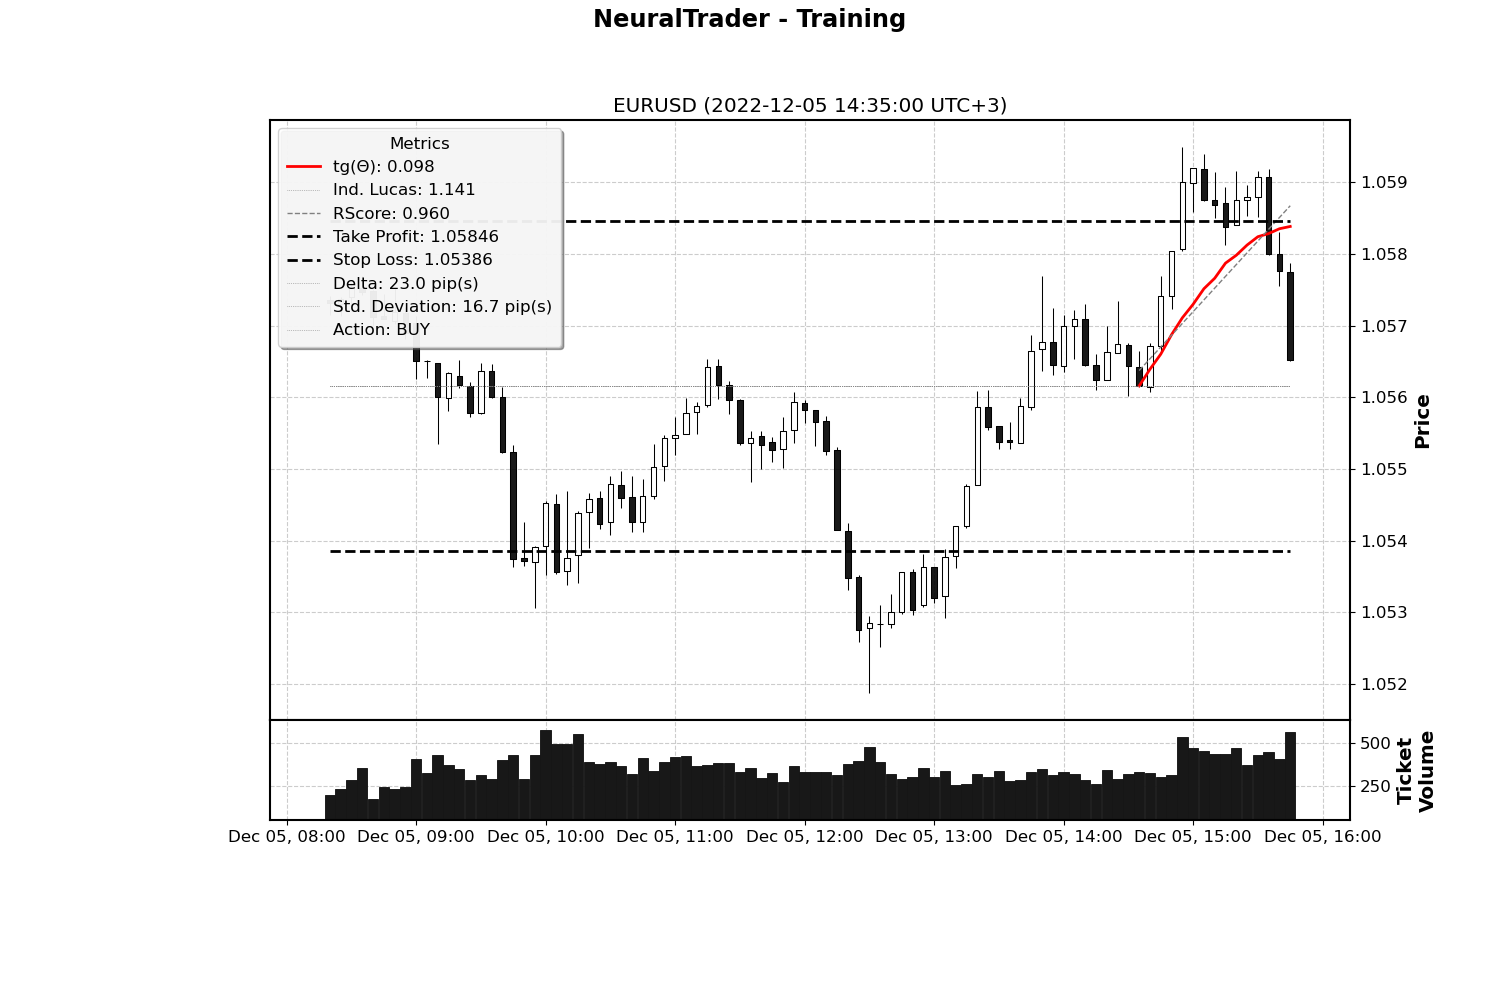 NeuralTrader - Training
EURUSD (2022-12-05 14:35:00 UTC+3)
Metrics
tg(Θ): 0.098
Ind. Lucas: 1.141
RScore: 0.960
Take Profit: 1.05846
Stop Loss: 1.05386
Delta: 23.0 pip(s)
Std. Deviation: 16.7 pip(s)
Action: BUY
1.059
1.058
1.057
1.056
1.055
1.054
1.053
1.052
Price
500
250
Ticket
Volume
Dec 05, 08:00 Dec 05, 09:00 Dec 05, 10:00 Dec 05, 11:00 Dec 05, 12:00 Dec 05, 13:00 Dec 05, 14:00 Dec 05, 15:00 Dec 05, 16:00